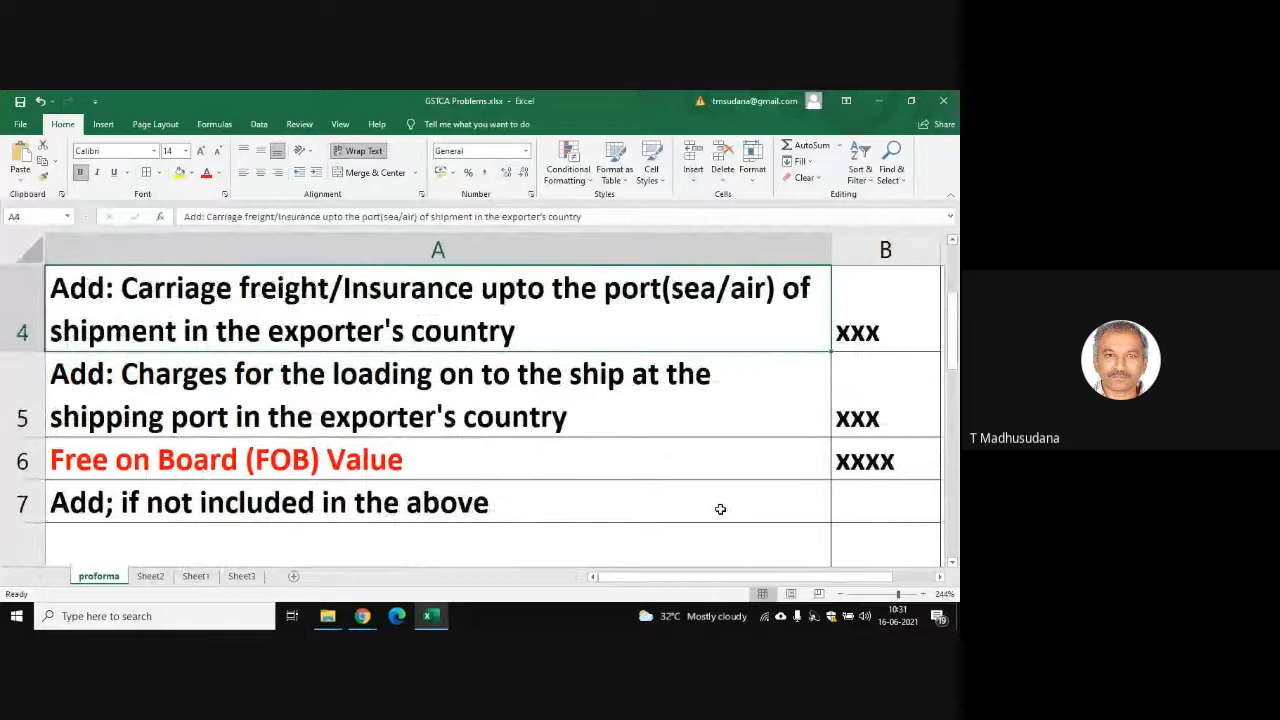 GSTCA Problems.xlsx - Excel
tmsudana@gmail.com
File Home Insert Page Layout Formulas Data Review View Help Tell me what you want to do Share
Paste
Clipboard
Calibri 14
B I U
Font
Wrap Text
Merge & Center
Alignment
General
Number
Conditional Formatting
Format as Table
Cell Styles
Styles
Insert Delete Format
Cells
AutoSum
Fill
Clear
Sort & Filter
Find & Select
Editing
A4 fx Add: Carriage freight/Insurance upto the port(sea/air) of shipment in the exporter's country
A B
4 Add: Carriage freight/Insurance upto the port(sea/air) of
shipment in the exporter's country xxx
5 Add: Charges for the loading on to the ship at the
shipping port in the exporter's country xxx
6 Free on Board (FOB) Value xxxx
7 Add; if not included in the above
proforma Sheet2 Sheet1 Sheet3
Ready 244%
Type here to search
32°C Mostly cloudy
10:31
16-06-2021
19
T Madhusudana